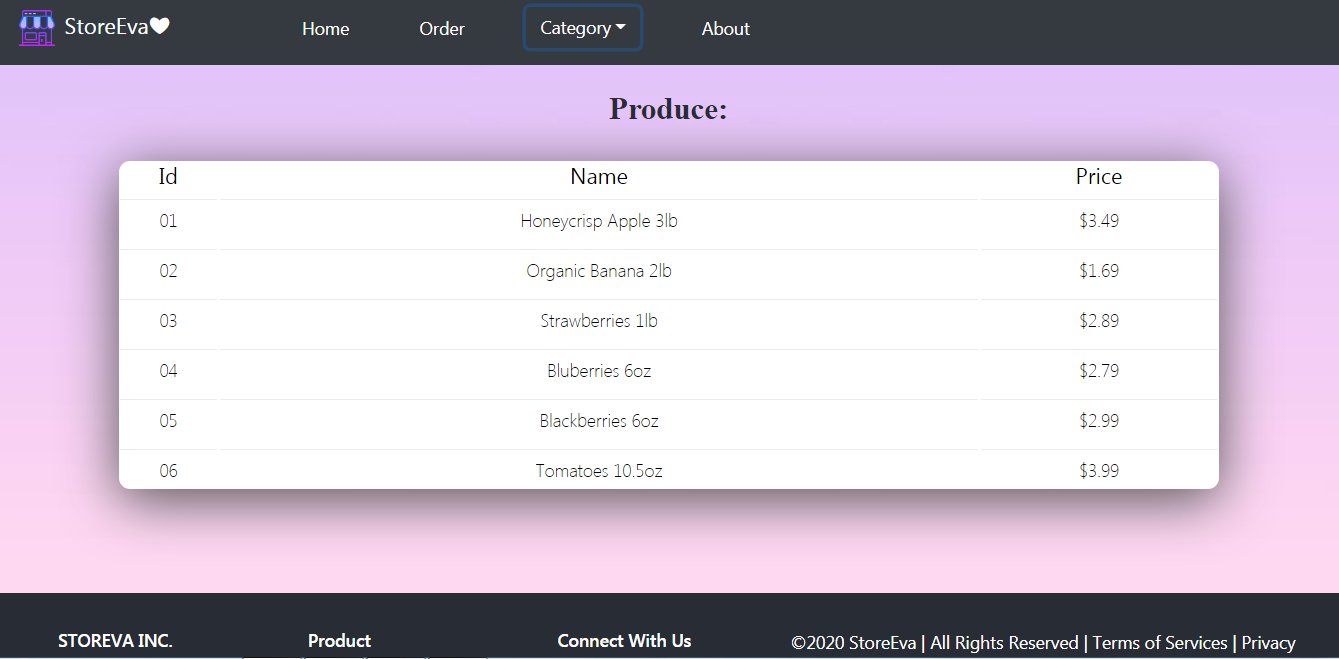 StoreEva🤍 Home Order Category About
Produce:
Id Name Price
01 Honeycrisp Apple 3lb $3.49
02 Organic Banana 2lb $1.69
03 Strawberries 1lb $2.89
04 Bluberries 6oz $2.79
05 Blackberries 6oz $2.99
06 Tomatoes 10.5oz $3.99
STOREVA INC. Product Connect With Us ©2020 StoreEva | All Rights Reserved | Terms of Services | Privacy